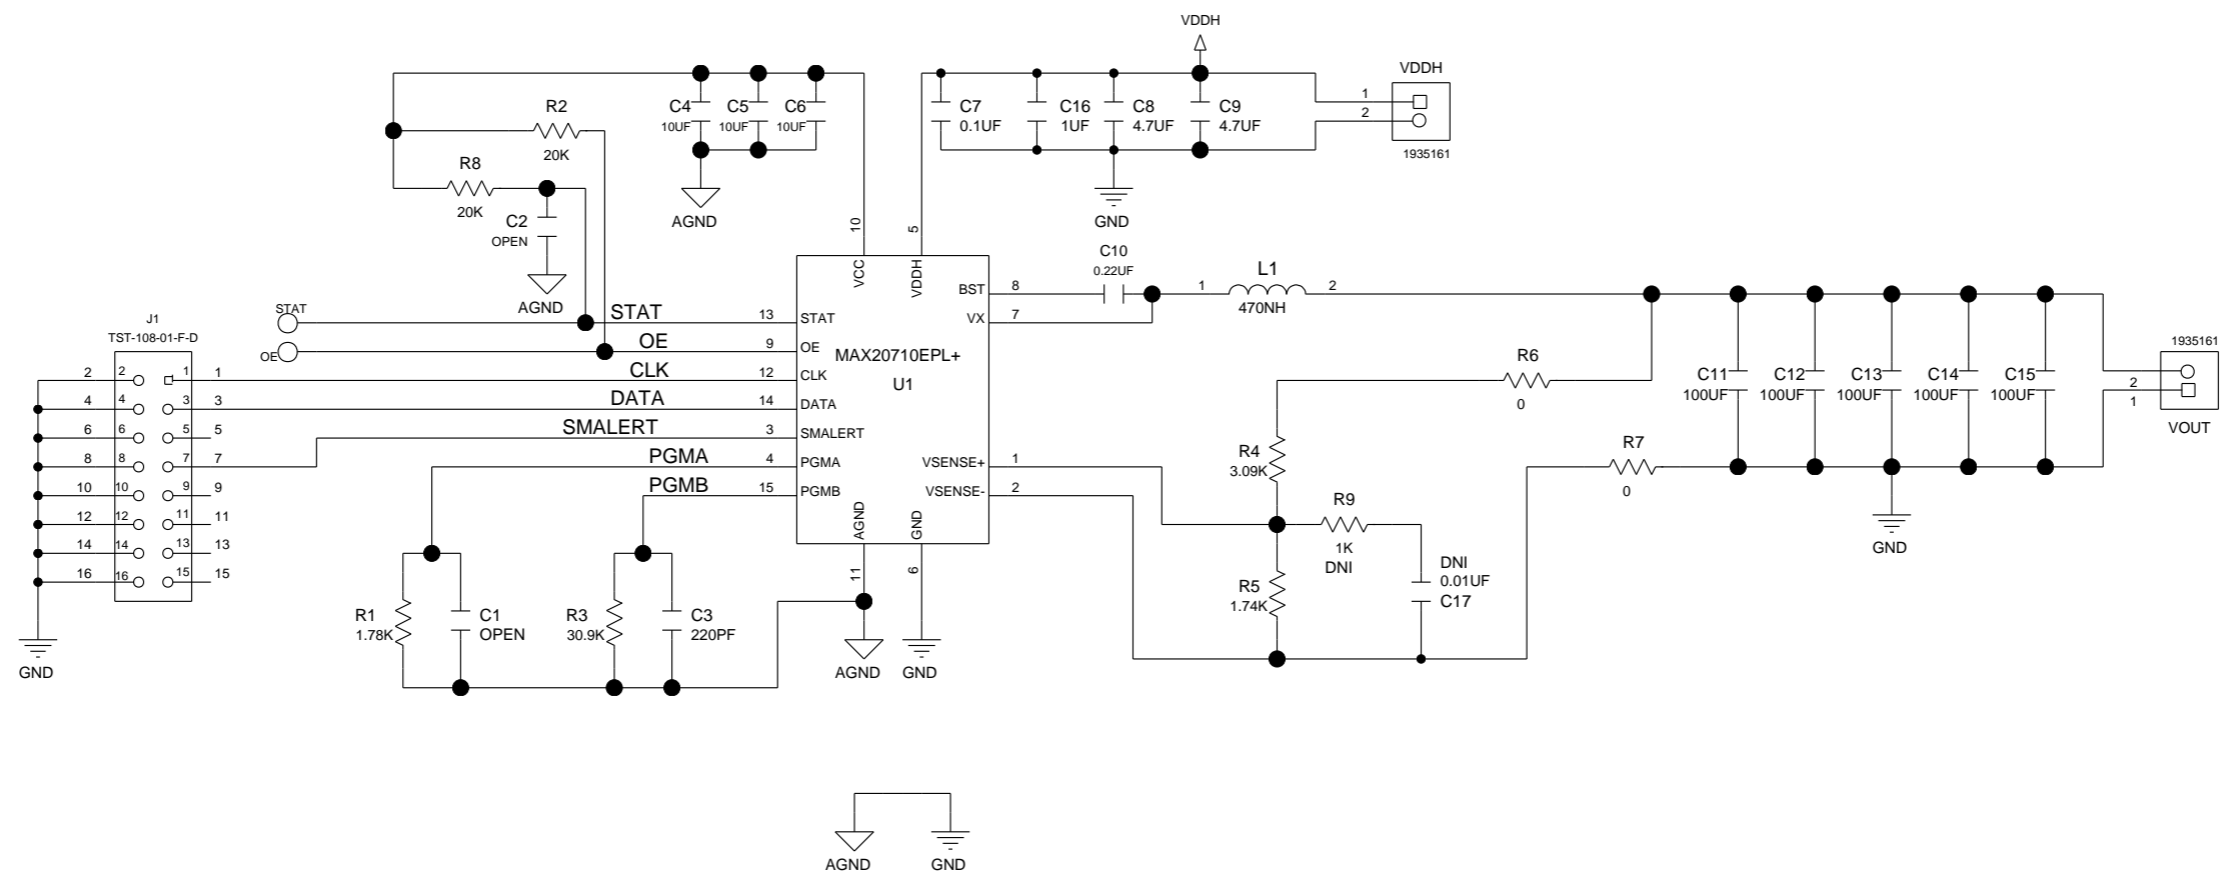 VDDH
VDDH
1
2
1935161
C4
10UF
C5
10UF
C6
10UF
C7
0.1UF
C16
1UF
C8
4.7UF
C9
4.7UF
R2
20K
R8
20K
C2
OPEN
AGND
AGND
GND
10
5
VCC
VDDH
C10
0.22UF
L1
470NH
1
2
STAT
OE
J1
TST-108-01-F-D
STAT
13
STAT
OE
9
OE
CLK
12
CLK
DATA
14
DATA
SMALERT
3
SMALERT
PGMA
4
PGMA
PGMB
15
PGMB
MAX20710EPL+
U1
BST
8
VX
7
VSENSE+
1
VSENSE-
2
AGND
GND
11
6
2
2
1
1
4
4
3
3
6
6
5
5
8
8
7
7
10
10
9
9
12
12
11
11
14
14
13
13
16
16
15
15
GND
R1
1.78K
C1
OPEN
R3
30.9K
C3
220PF
AGND
GND
R6
0
R4
3.09K
R9
1K
DNI
R5
1.74K
DNI
0.01UF
C17
R7
0
C11
100UF
C12
100UF
C13
100UF
C14
100UF
C15
100UF
1935161
2
1
VOUT
GND
AGND
GND